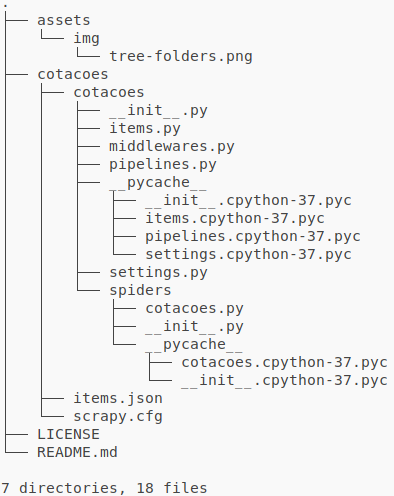 .
├── assets
│   └── img
│       └── tree-folders.png
├── cotacoes
│   ├── cotacoes
│   │   ├── __init__.py
│   │   ├── items.py
│   │   ├── middlewares.py
│   │   ├── pipelines.py
│   │   ├── __pycache__
│   │   │   ├── __init__.cpython-37.pyc
│   │   │   ├── items.cpython-37.pyc
│   │   │   ├── pipelines.cpython-37.pyc
│   │   │   └── settings.cpython-37.pyc
│   │   ├── settings.py
│   │   └── spiders
│   │       ├── cotacoes.py
│   │       ├── __init__.py
│   │       └── __pycache__
│   │           ├── cotacoes.cpython-37.pyc
│   │           └── __init__.cpython-37.pyc
│   ├── items.json
│   └── scrapy.cfg
├── LICENSE
└── README.md
7 directories, 18 files